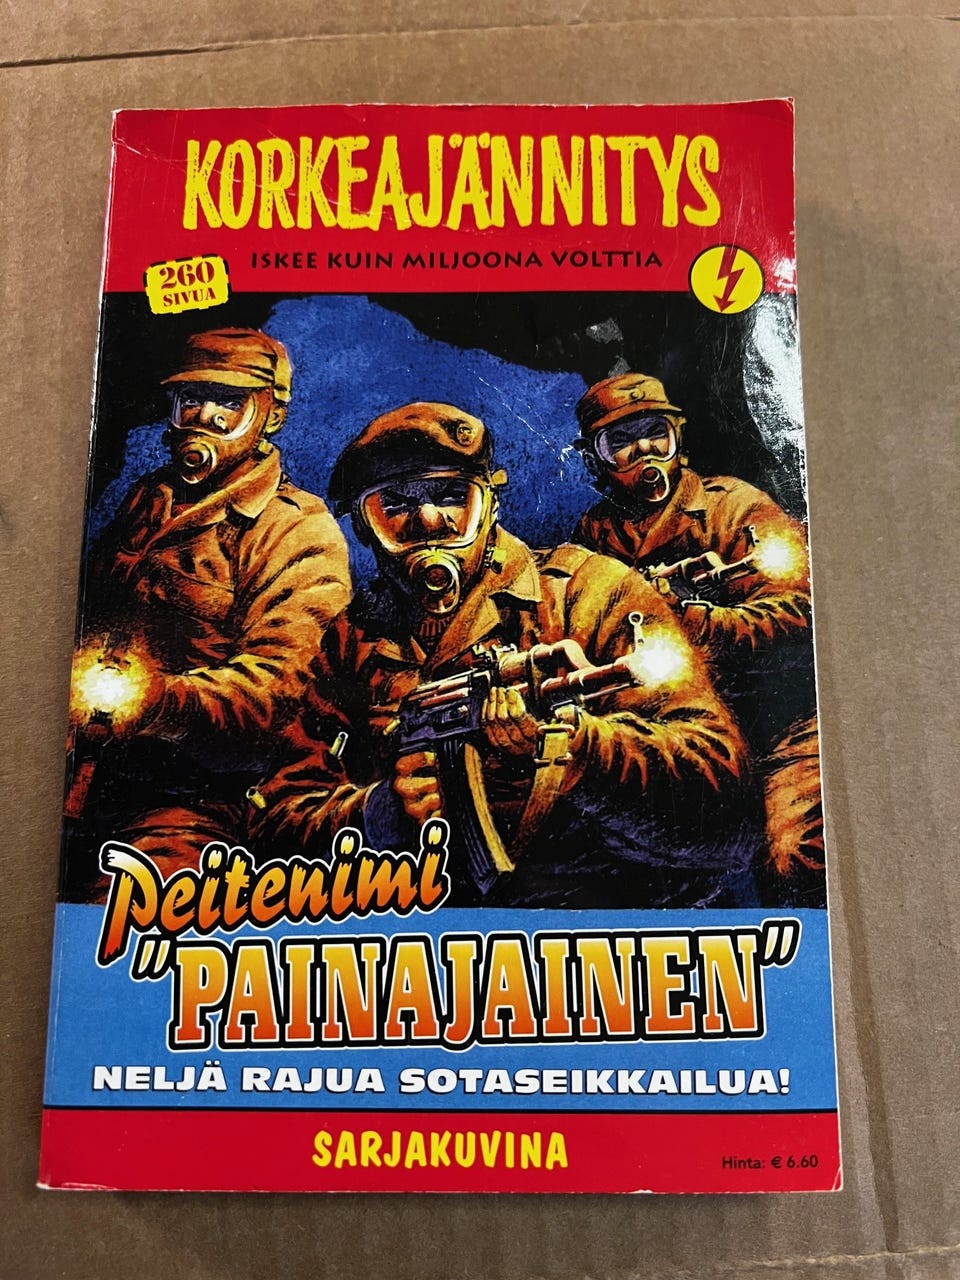 KORKEAJÄNNITYS
ISKEE KUIN MILJOONA VOLTTIA
260
SIVUA
Peitenimi
"PAINAJAINEN"
NELJÄ RAJUA SOTASEIKKAILUA!
SARJAKUVINA
Hinta: € 6.60